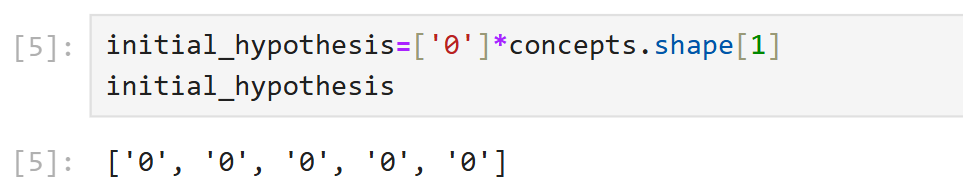 [5]: initial_hypothesis=['0']*concepts.shape[1]
initial_hypothesis
[5]: ['0', '0', '0', '0', '0']